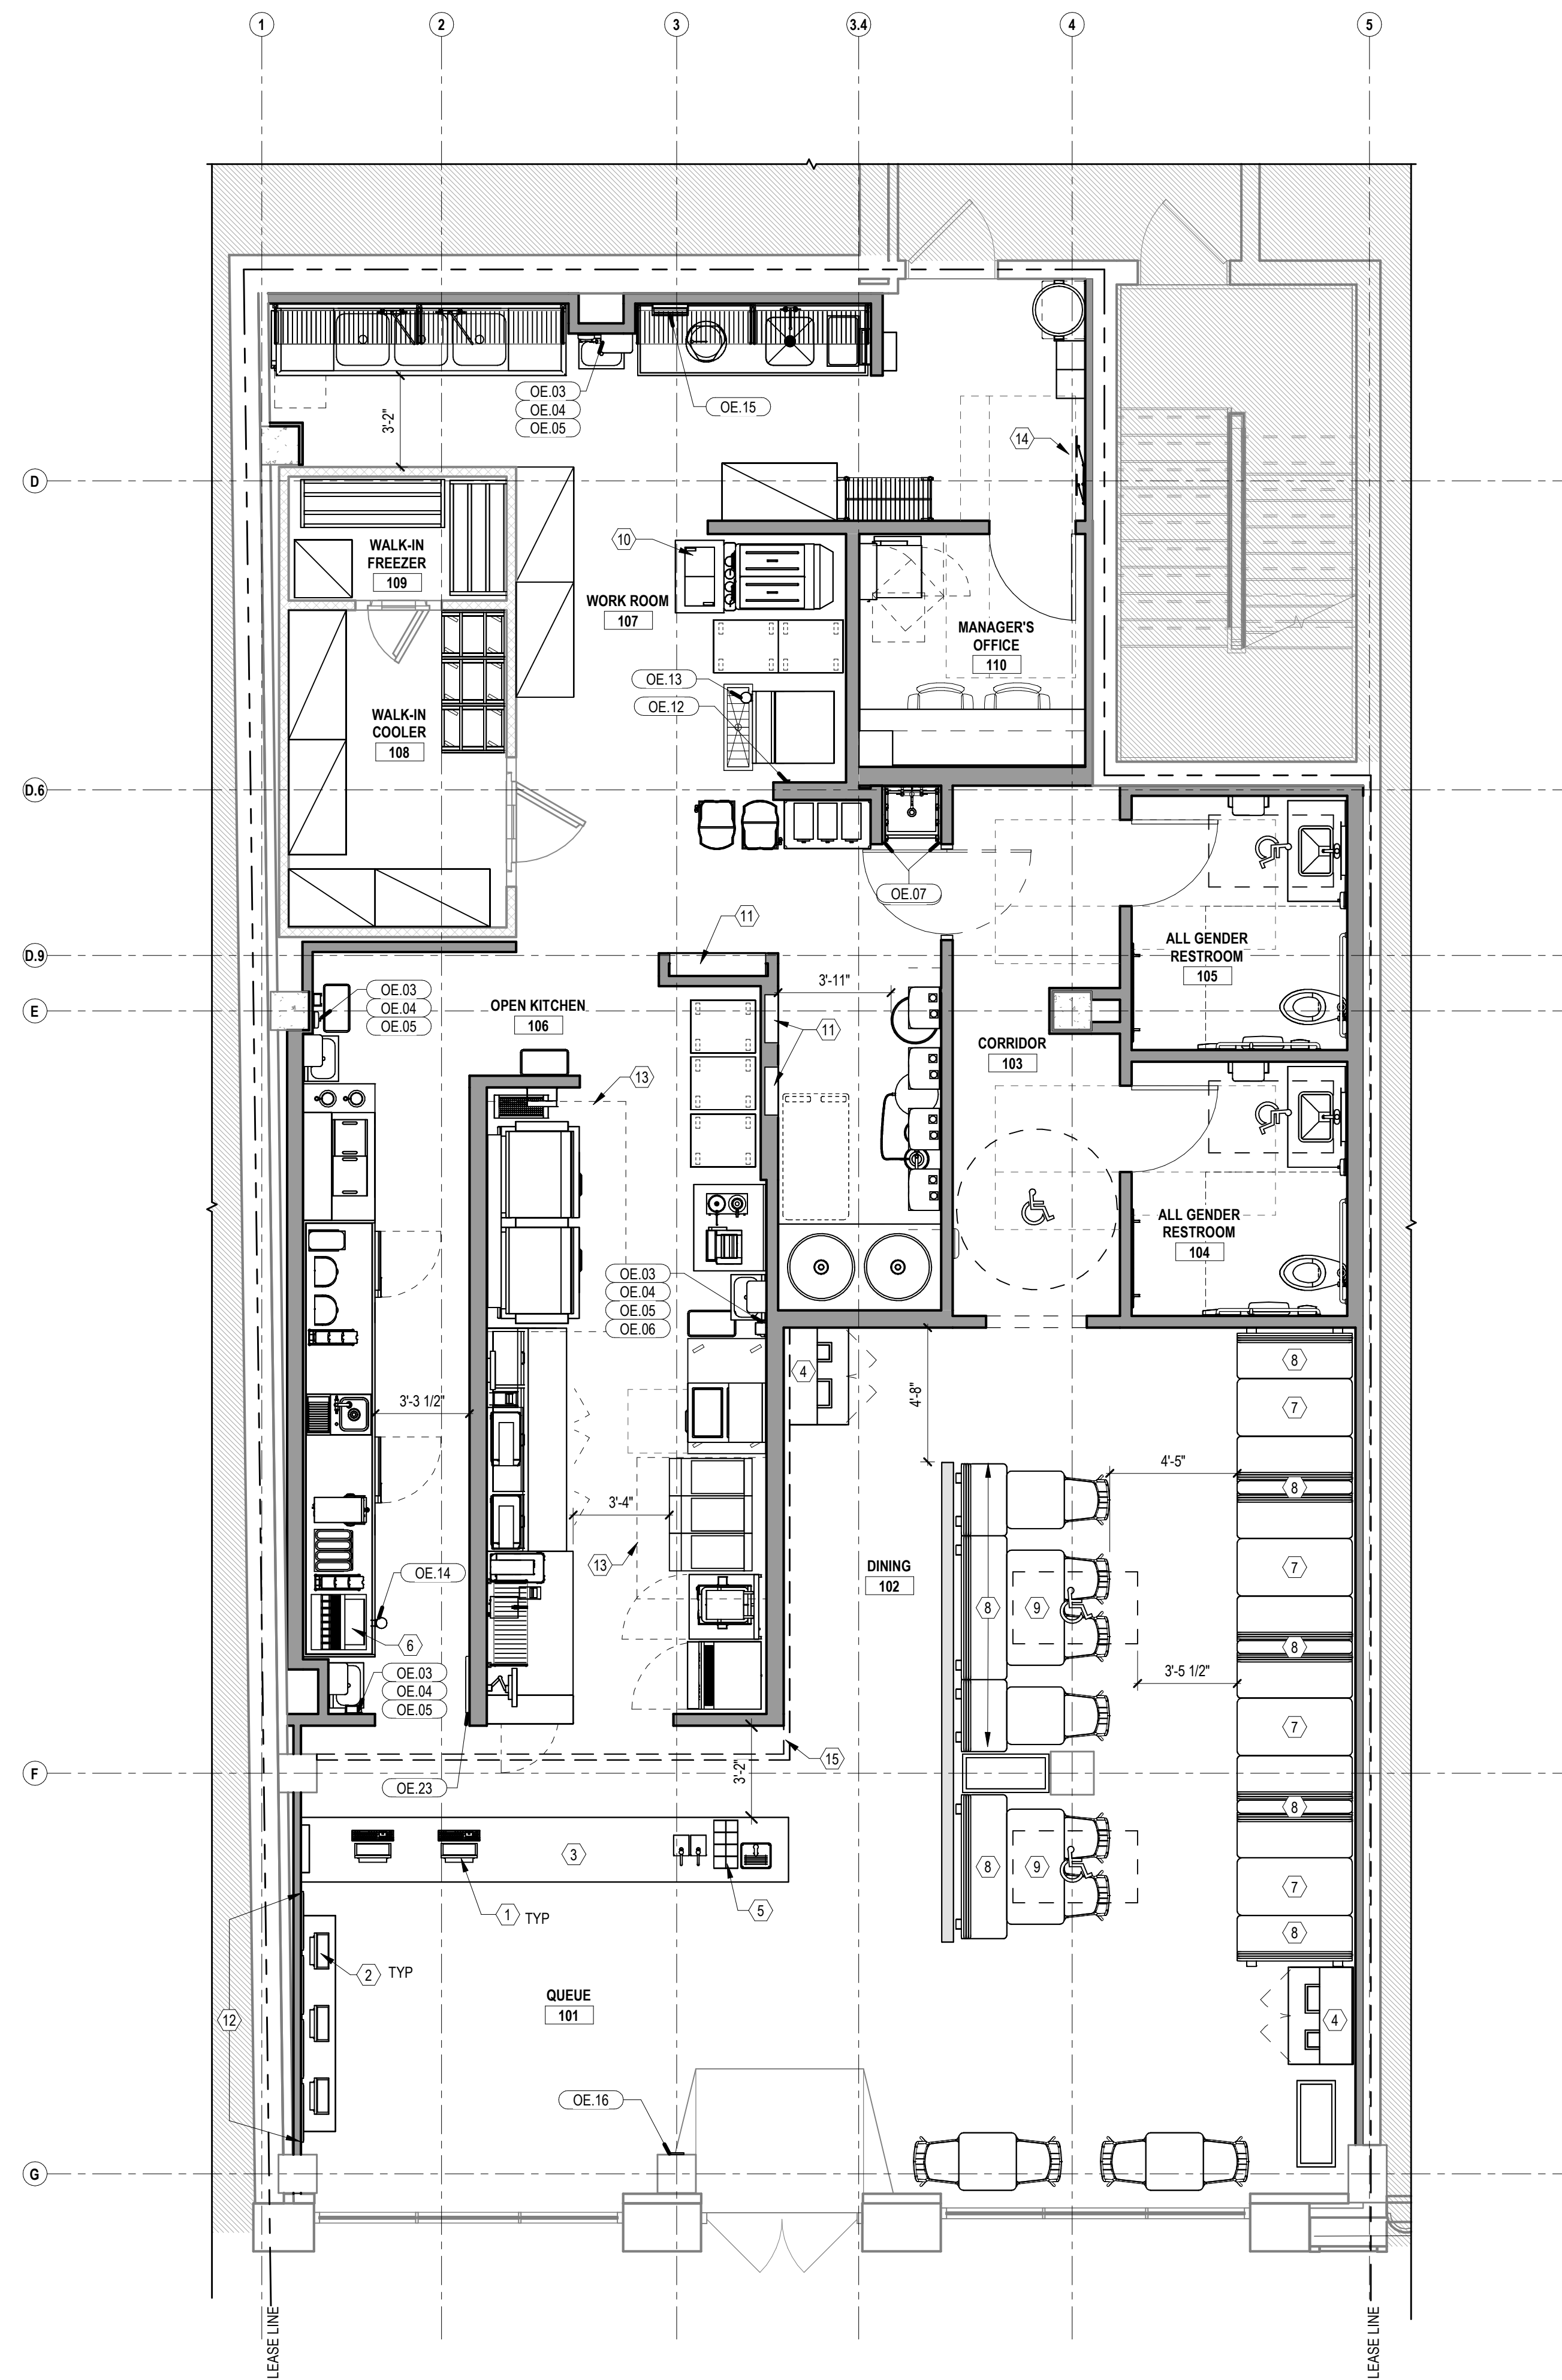 1
2
3
3.4
4
5
OE.03
OE.04
OE.05
OE.15
3'-2"
14
D
10
WALK-IN
FREEZER
109
WORK ROOM
107
MANAGER'S
OFFICE
110
OE.13
OE.12
WALK-IN
COOLER
108
D.6
OE.07
11
ALL GENDER
RESTROOM
105
D.9
3'-11"
OE.03
OE.04
OE.05
OPEN KITCHEN
106
E
11
CORRIDOR
103
13
ALL GENDER
RESTROOM
104
OE.03
OE.04
OE.05
OE.06
4
8
4'-8"
3'-3 1/2"
7
4'-5"
8
3'-4"
13
DINING
102
7
OE.14
8
9
6
8
OE.03
OE.04
OE.05
3'-5 1/2"
7
15
F
3'-2"
OE.23
8
3
8
9
7
1 TYP
5
8
2 TYP
QUEUE
101
12
4
OE.16
G
LEASE LINE
LEASE LINE